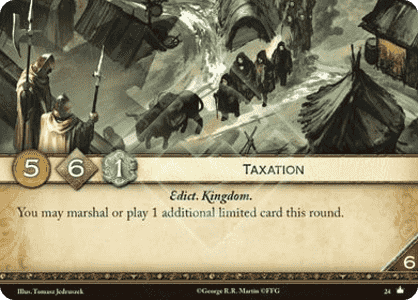 5 6 1 TAXATION
Edict. Kingdom.
You may marshal or play 1 additional limited card this round.
6
Illus. Tomasz Jedruszek ©George R.R. Martin ©FFG 24